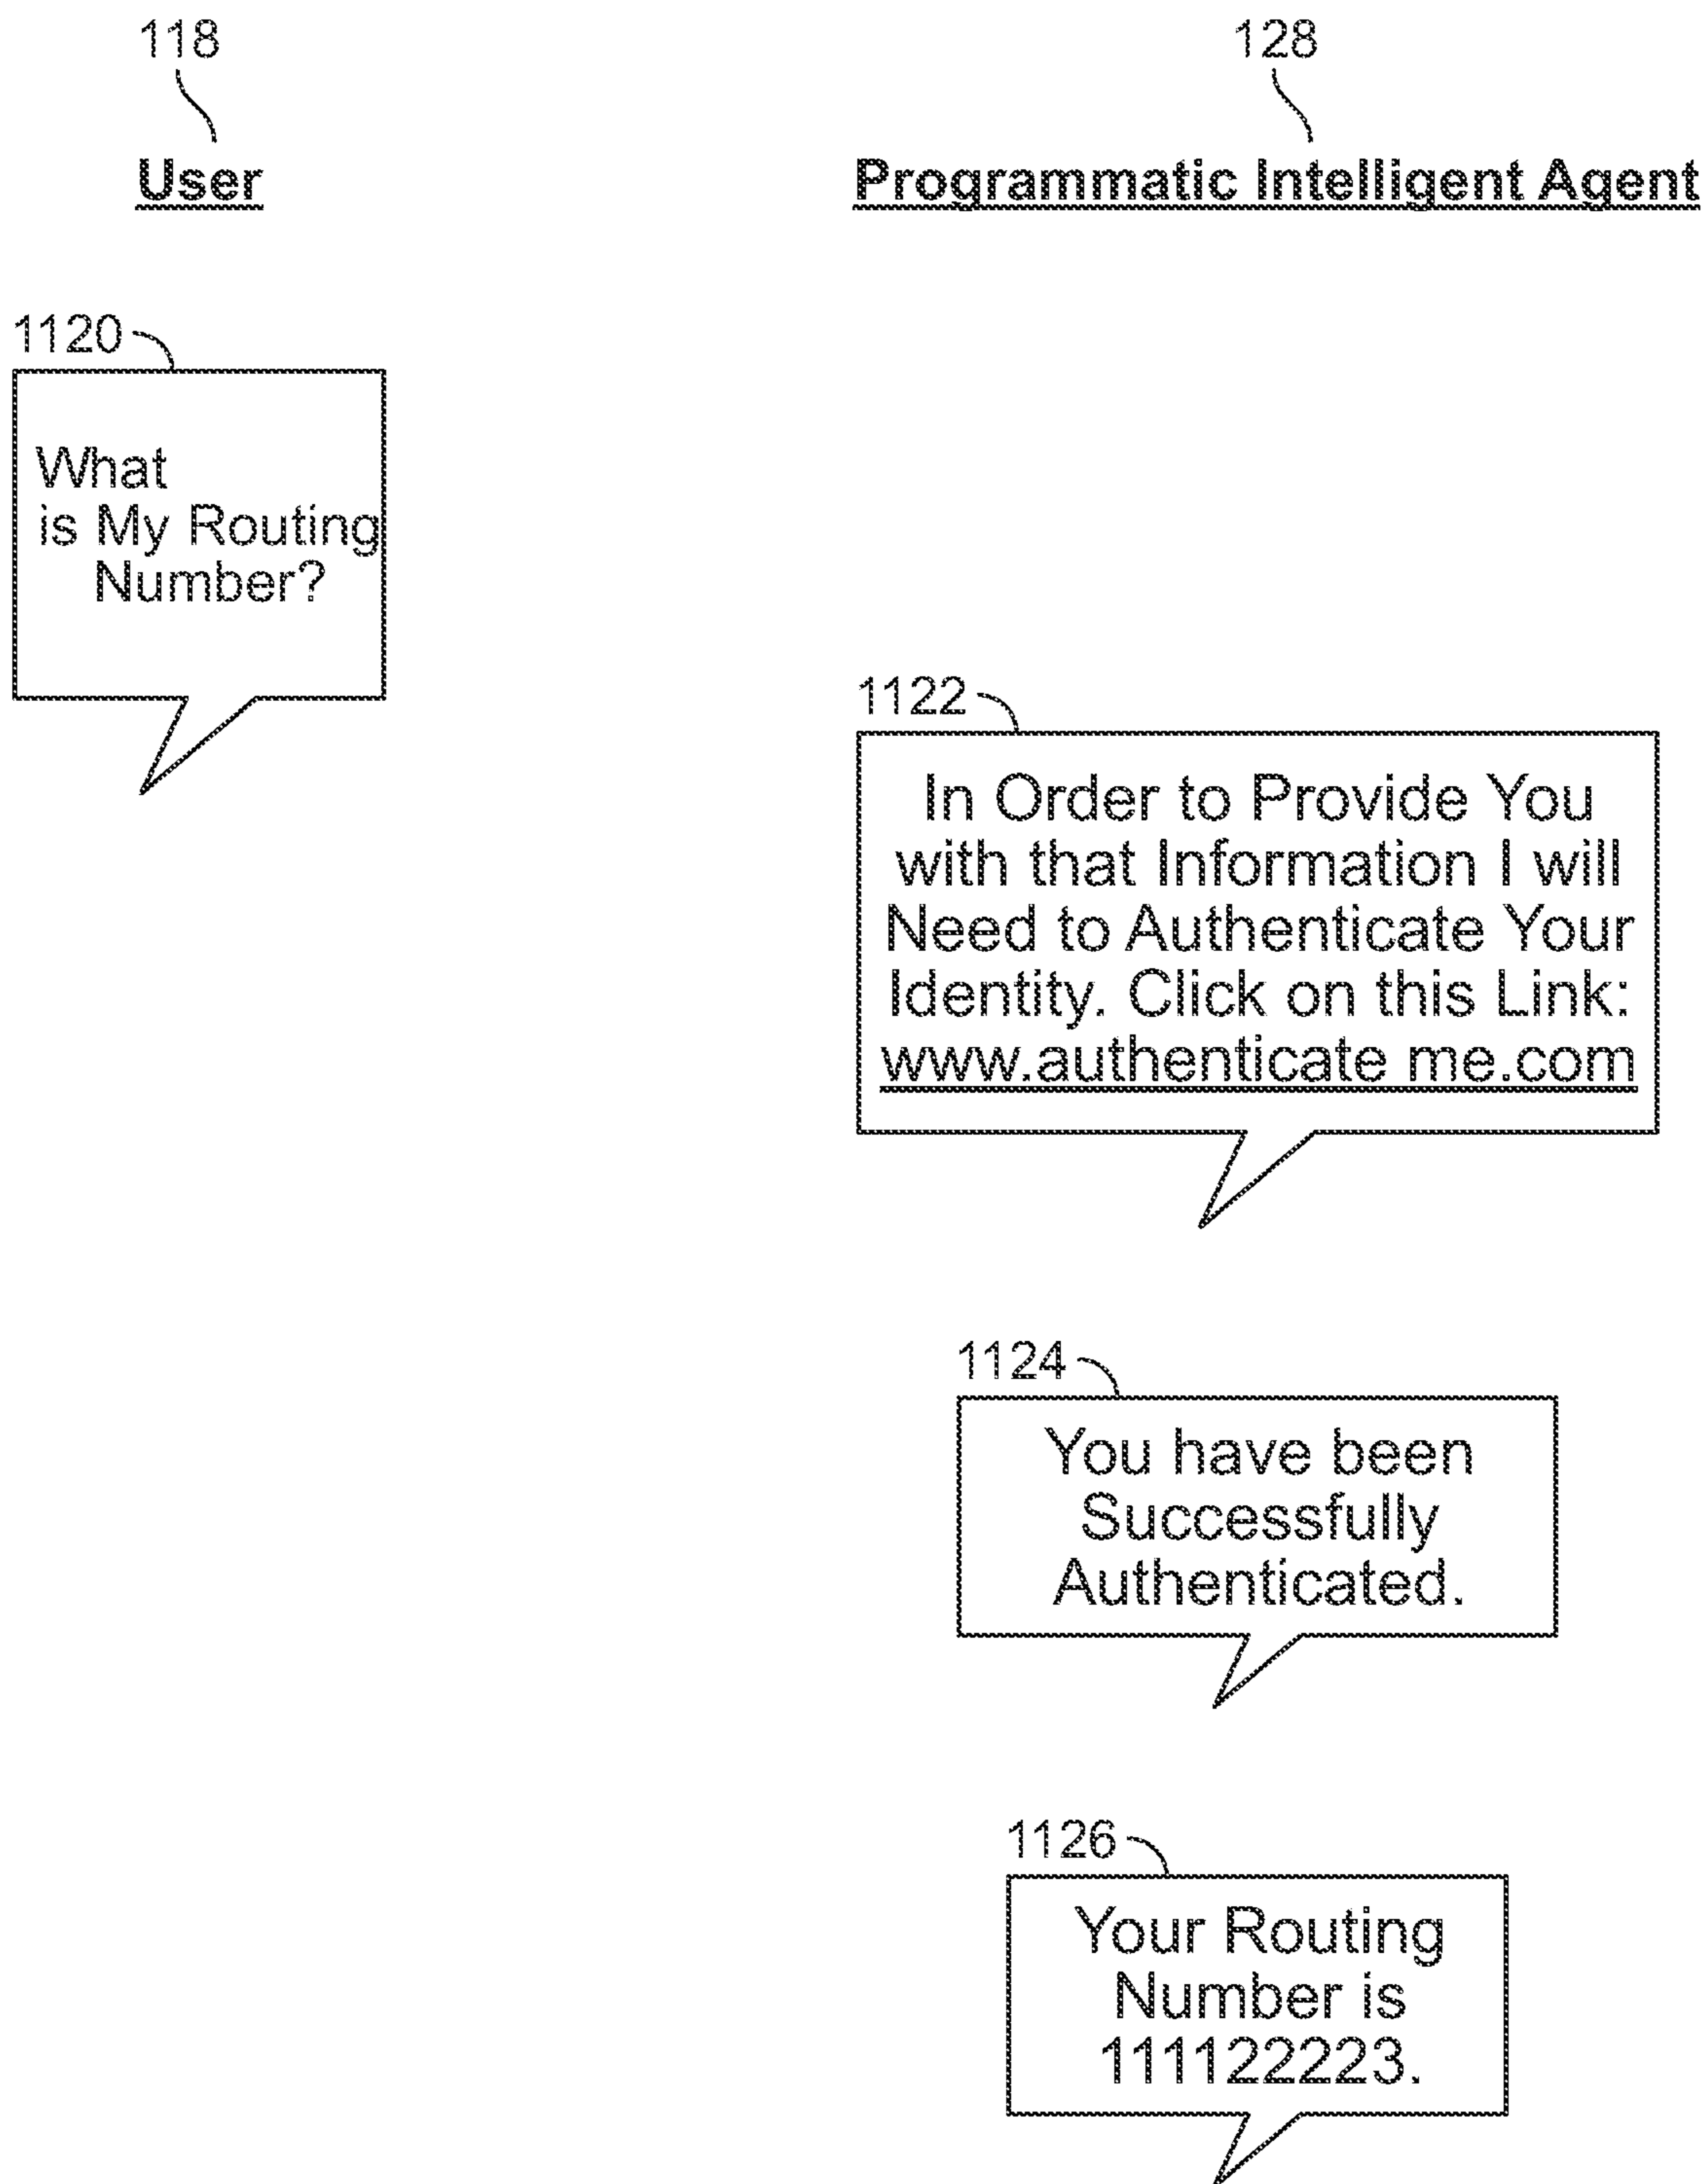 118
128
User
Programmatic Intelligent Agent
1120
What
is My Routing
Number?
1122
In Order to Provide You
with that Information I will
Need to Authenticate Your
Identity. Click on this Link:
www.authenticate me.com
1124
You have been
Successfully
Authenticated.
1126
Your Routing
Number is
111122223.